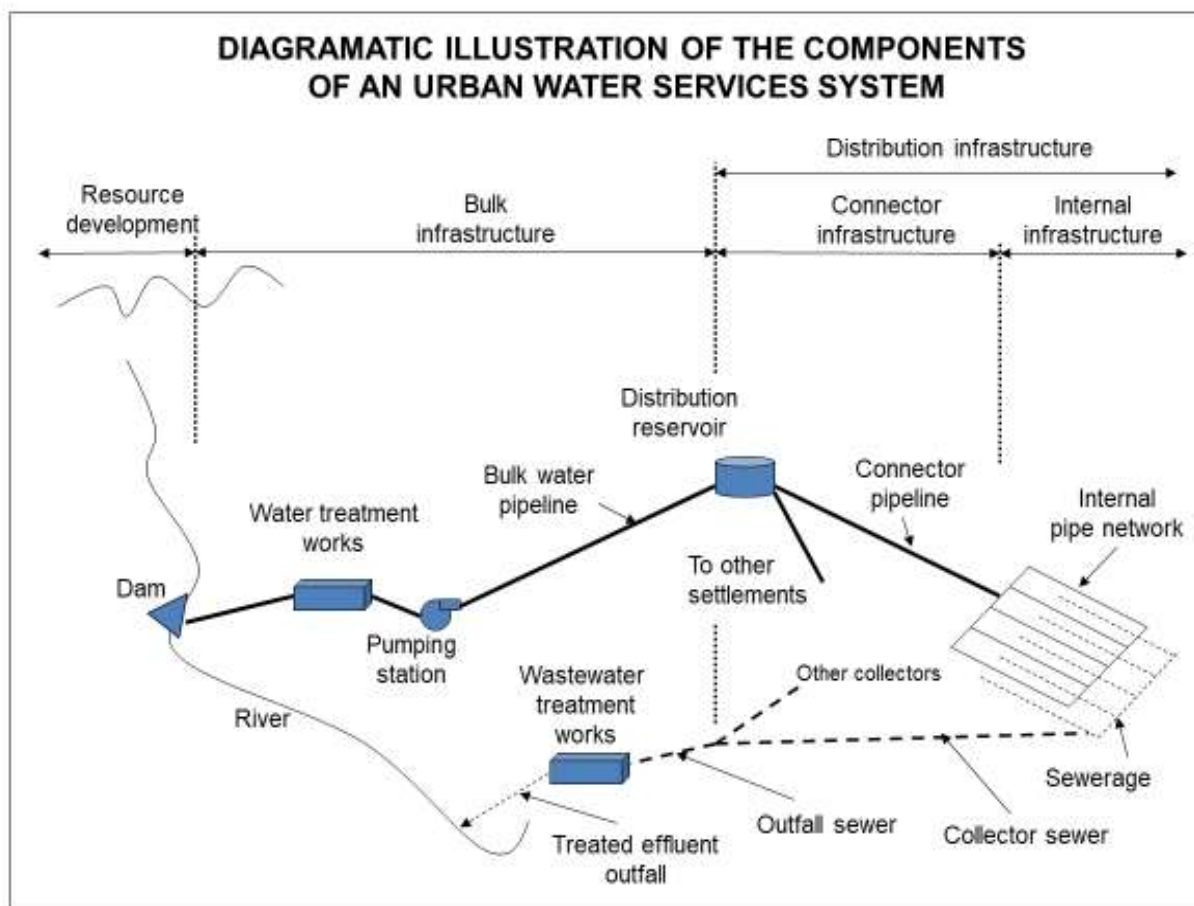 DIAGRAMATIC ILLUSTRATION OF THE COMPONENTS
OF AN URBAN WATER SERVICES SYSTEM
Distribution infrastructure
Resource
development
Bulk
infrastructure
Connector
infrastructure
Internal
infrastructure
Distribution
reservoir
Bulk water
pipeline
Connector
pipeline
Internal
pipe network
Water treatment
works
Dam
To other
settlements
Pumping
station
Wastewater
treatment
works
Other collectors
River
Sewerage
Outfall sewer
Collector sewer
Treated effluent
outfall